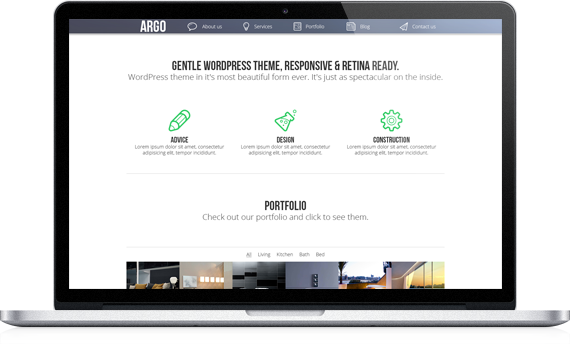 ARGO About us Services Portfolio Blog Contact us
GENTLE WORDPRESS THEME, RESPONSIVE & RETINA READY.
WordPress theme in it's most beautiful form ever. It's just as spectacular on the inside.
ADVICE DESIGN CONSTRUCTION
Lorem ipsum dolor sit amet, consectetur Lorem ipsum dolor sit amet, consectetur Lorem ipsum dolor sit amet, consectetur
adipisicing elit, tempor incididunt. adipisicing elit, tempor incididunt. adipisicing elit, tempor incididunt.
PORTFOLIO
Check out our portfolio and click to see them.
All Living Kitchen Bath Bed